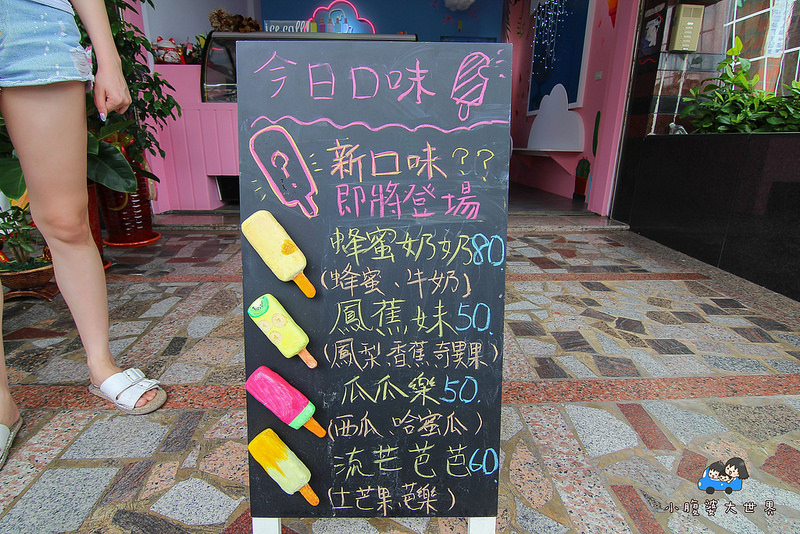 ice call
今日口味
新口味??
即將登場
蜂蜜奶奶80
(蜂蜜、牛奶)
鳳蕉妹50.
(鳳梨.香蕉.奇異果)
瓜瓜樂50.
(西瓜.哈蜜瓜)
流芒芭芭60
(土芒果.芭樂)
小腹婆大世界